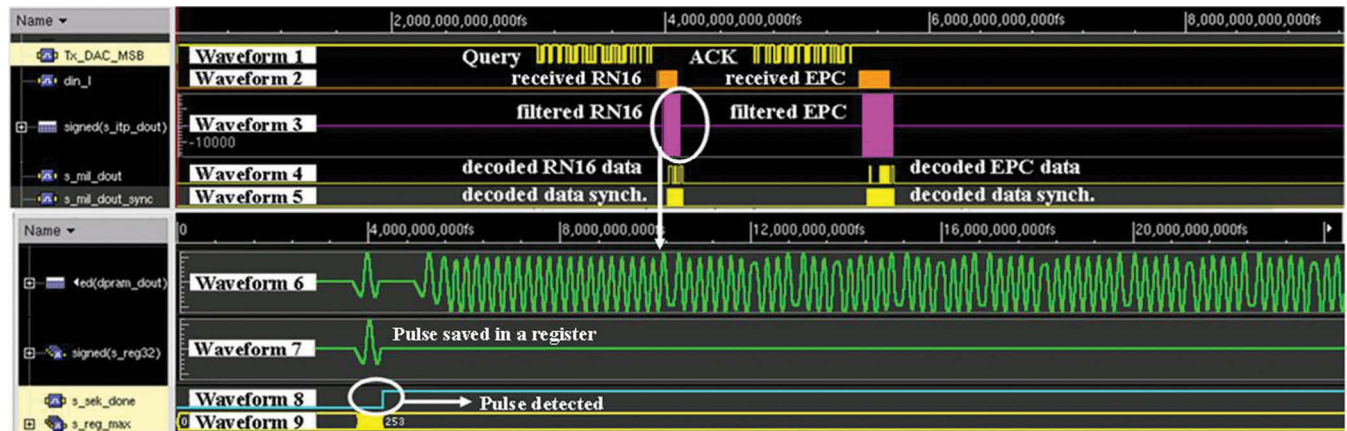 Name
2,000,000,000,000fs 4,000,000,000,000fs 6,000,000,000,000fs 8,000,000,000,000fs
Tx_DAC_MSB Waveform 1 Query ACK
din_I Waveform 2 received RN16 received EPC
signed(s_itp_dout) Waveform 3 filtered RN16 filtered EPC
-10000
s_mil_dout Waveform 4 decoded RN16 data decoded EPC data
s_mil_dout_sync Waveform 5 decoded data synch. decoded data synch.
Name
0 4,000,000,000fs 8,000,000,000fs 12,000,000,000fs 16,000,000,000fs 20,000,000,000fs
ed(dpram_dout) Waveform 6
signed(s_reg32) Waveform 7 Pulse saved in a register
s_sek_done Waveform 8 Pulse detected
s_reg_max 0 Waveform 9 253